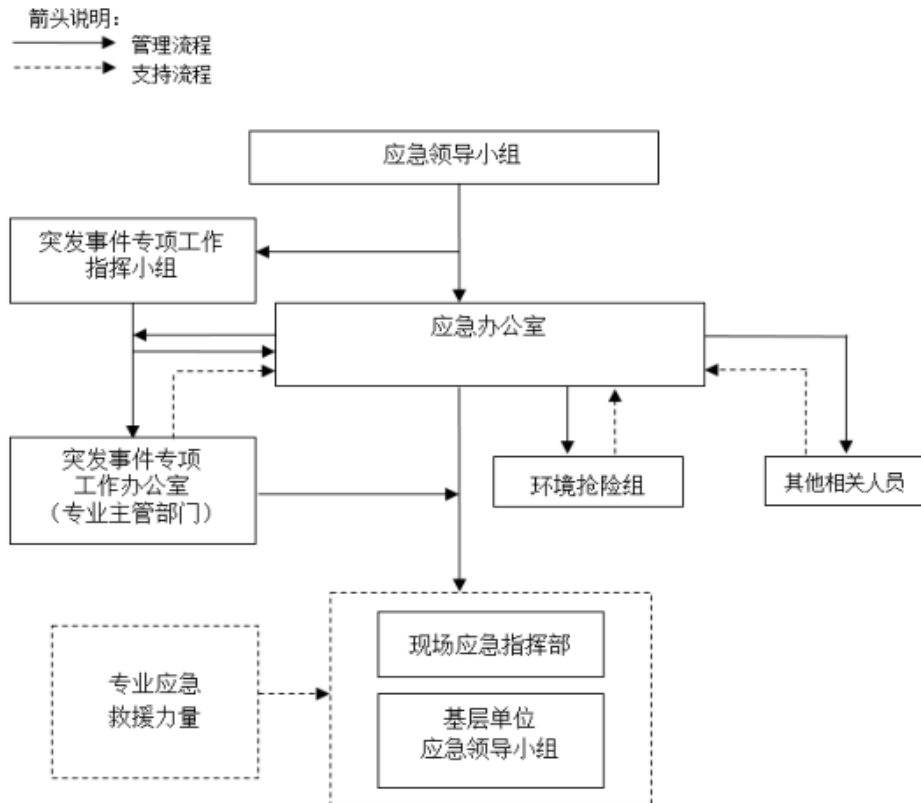 箭头说明：
管理流程
支持流程
应急领导小组
突发事件专项工作
指挥小组
应急办公室
突发事件专项
工作办公室
（专业主管部门）
环境抢险组
其他相关人员
现场应急指挥部
专业应急
救援力量
基层单位
应急领导小组